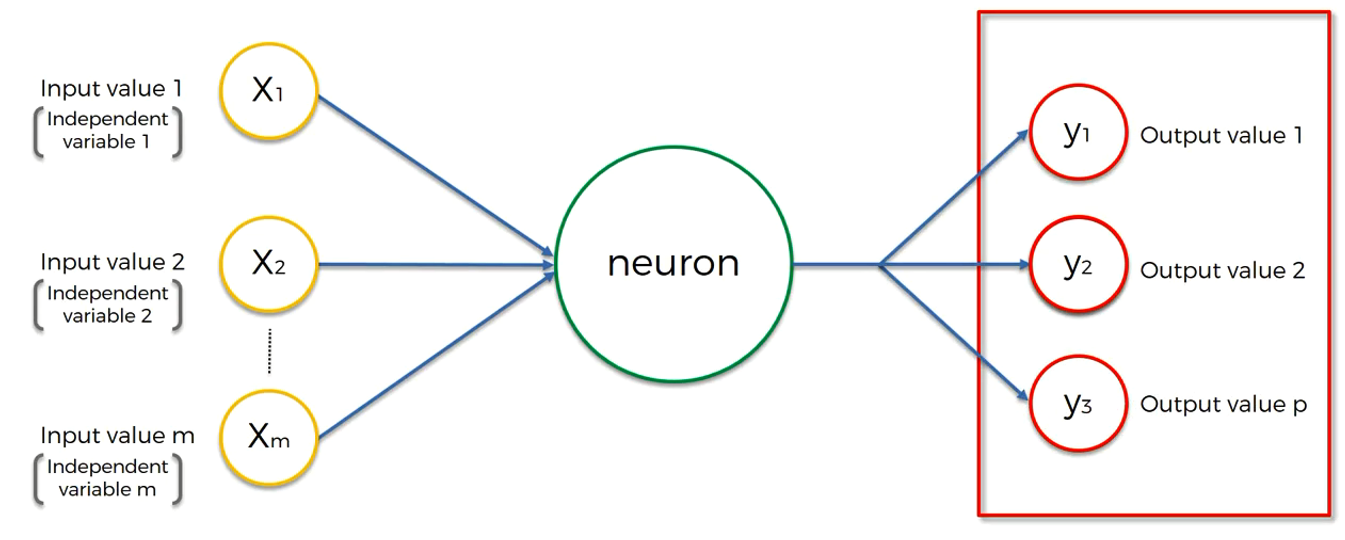 Input value 1
Independent
variable 1
X1
Input value 2
Independent
variable 2
X2
Input value m
Independent
variable m
Xm
neuron
y1
Output value 1
y2
Output value 2
y3
Output value p